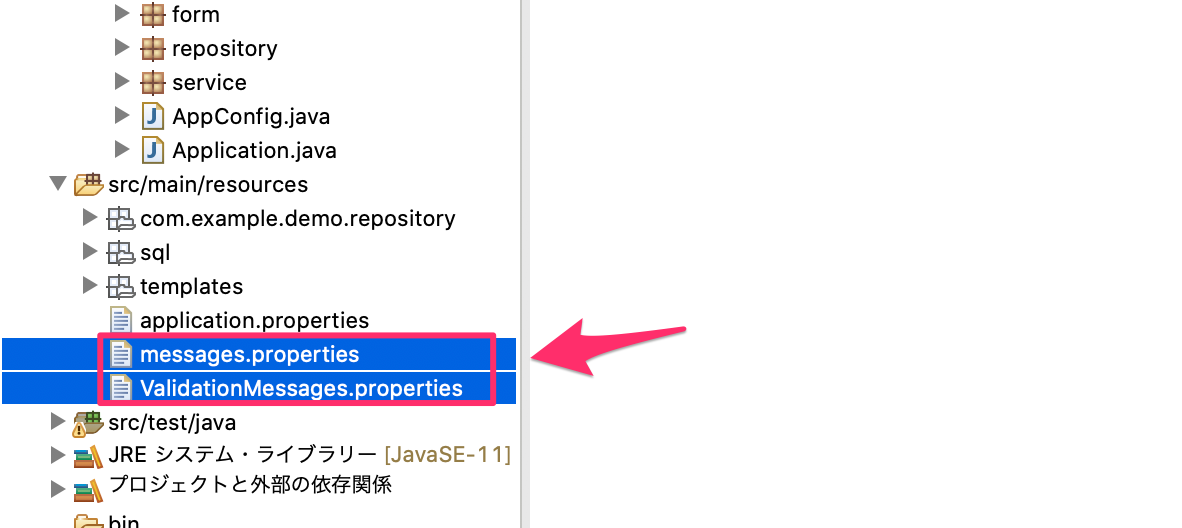 form
repository
service
AppConfig.java
Application.java
src/main/resources
com.example.demo.repository
sql
templates
application.properties
messages.properties
ValidationMessages.properties
src/test/java
JRE システム・ライブラリー [JavaSE-11]
プロジェクトと外部の依存関係
bin